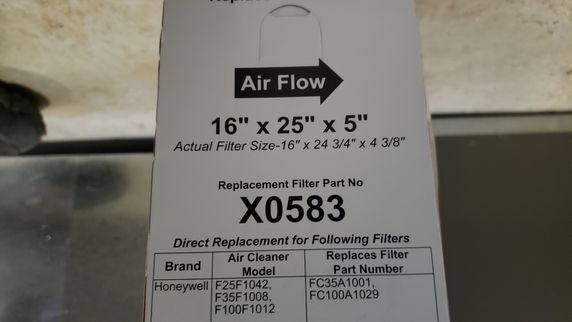 Air Flow
16" x 25" x 5"
Actual Filter Size-16" x 24 3/4" x 4 3/8"
Replacement Filter Part No
X0583
Direct Replacement for Following Filters
Brand
Air Cleaner
Model
Replaces Filter
Part Number
Honeywell
F25F1042,
F35F1008,
F100F1012
FC35A1001,
FC100A1029